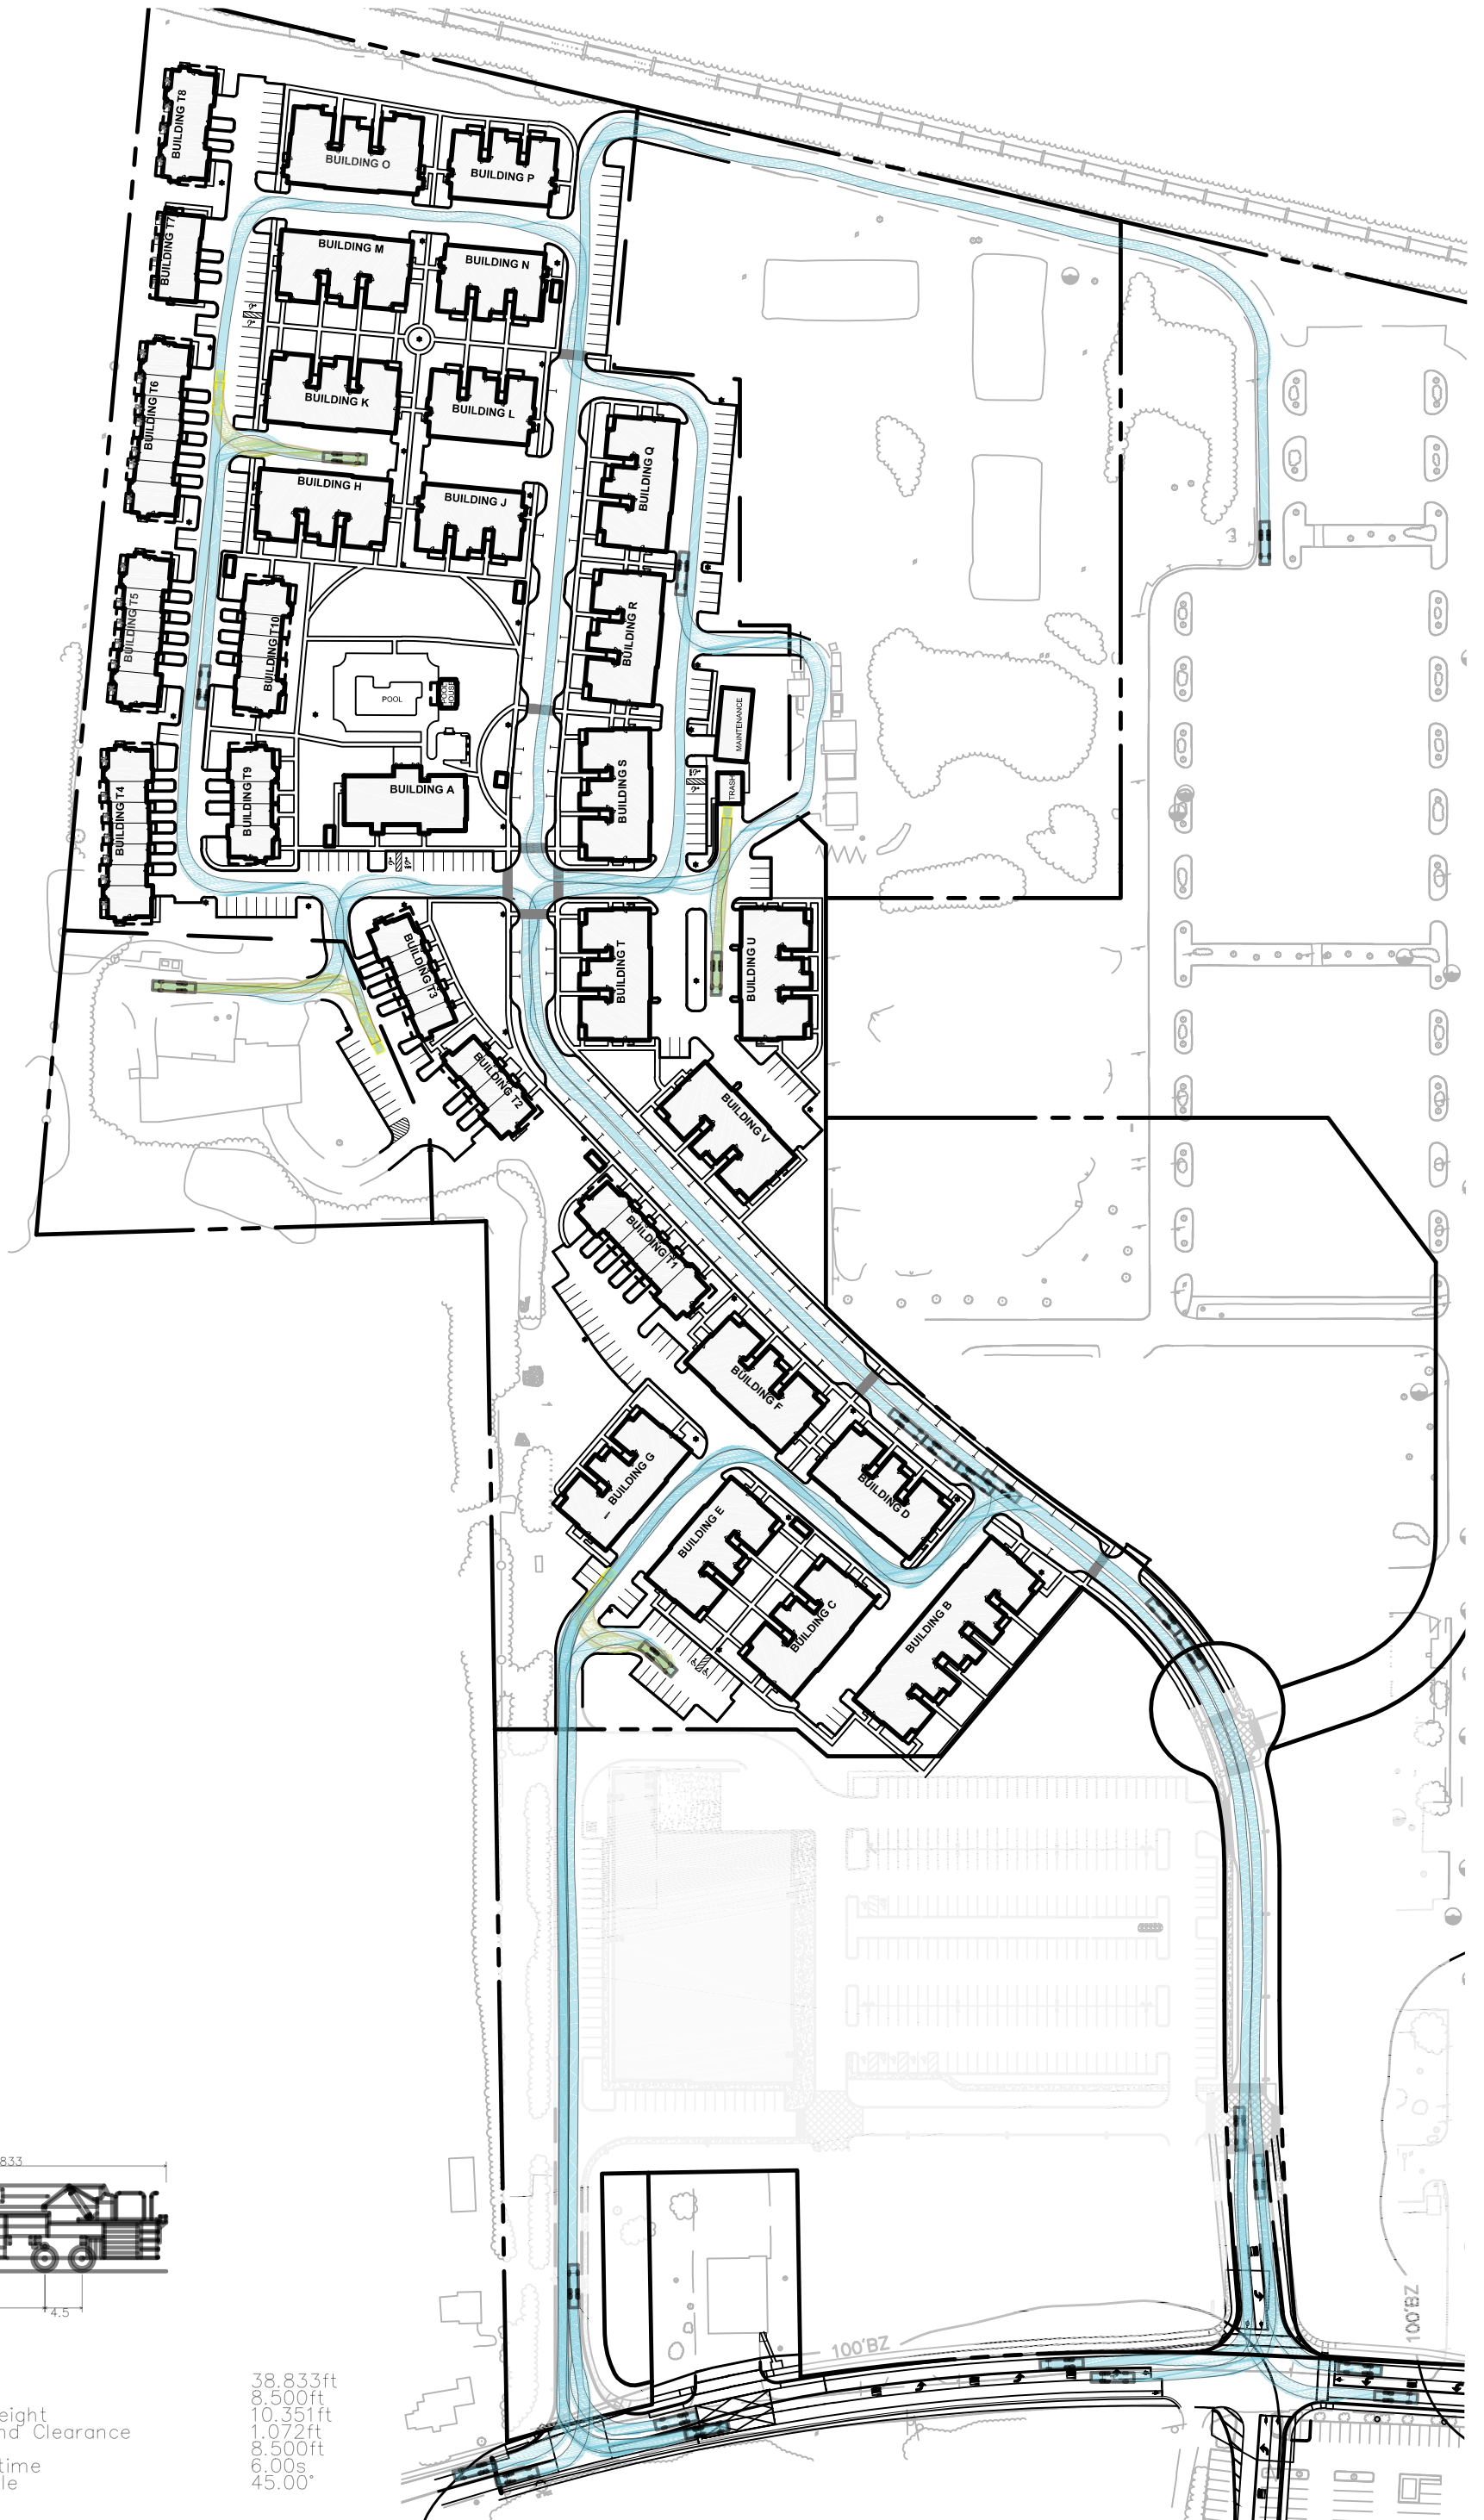 BUILDING T8
BUILDING O
BUILDING P
BUILDING T7
BUILDING M
BUILDING N
BUILDING T6
BUILDING K
BUILDING L
BUILDING Q
BUILDING H
BUILDING J
BUILDING T5
BUILDING T10
BUILDING R
POOL
POOL
HOUSE
MAINTENANCE
BUILDING T4
BUILDING T9
BUILDING A
BUILDING S
TRASH
BUILDING T3
BUILDING T
BUILDING U
BUILDING T2
BUILDING V
BUILDING T1
BUILDING F
BUILDING G
BUILDING D
BUILDING E
BUILDING C
BUILDING B
833
4.5
100'BZ
100'BZ
38.833ft
8.500ft
eight 10.351ft
nd Clearance 1.072ft
8.500ft
time 6.00s
le 45.00°